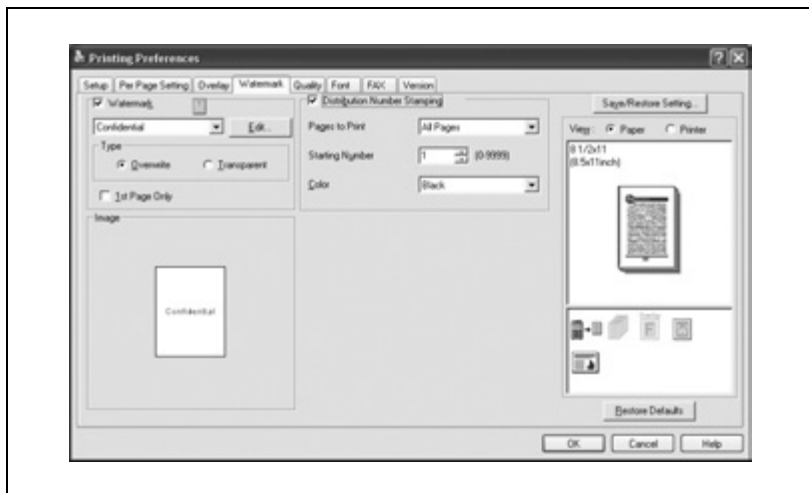 Printing Preferences
Setup Per Page Setting Overlay Watermark Quality Font FAX Version
Watermark
Confidential Edit...
Type
Overwrite Transparent
1st Page Only
Image
Confidential
Distribution Number Stamping
Pages to Print All Pages
Starting Number 1 (0-9999)
Color Black
Save/Restore Setting...
View: Paper Printer
8 1/2x11
(8.5x11inch)
Restore Defaults
OK Cancel Help